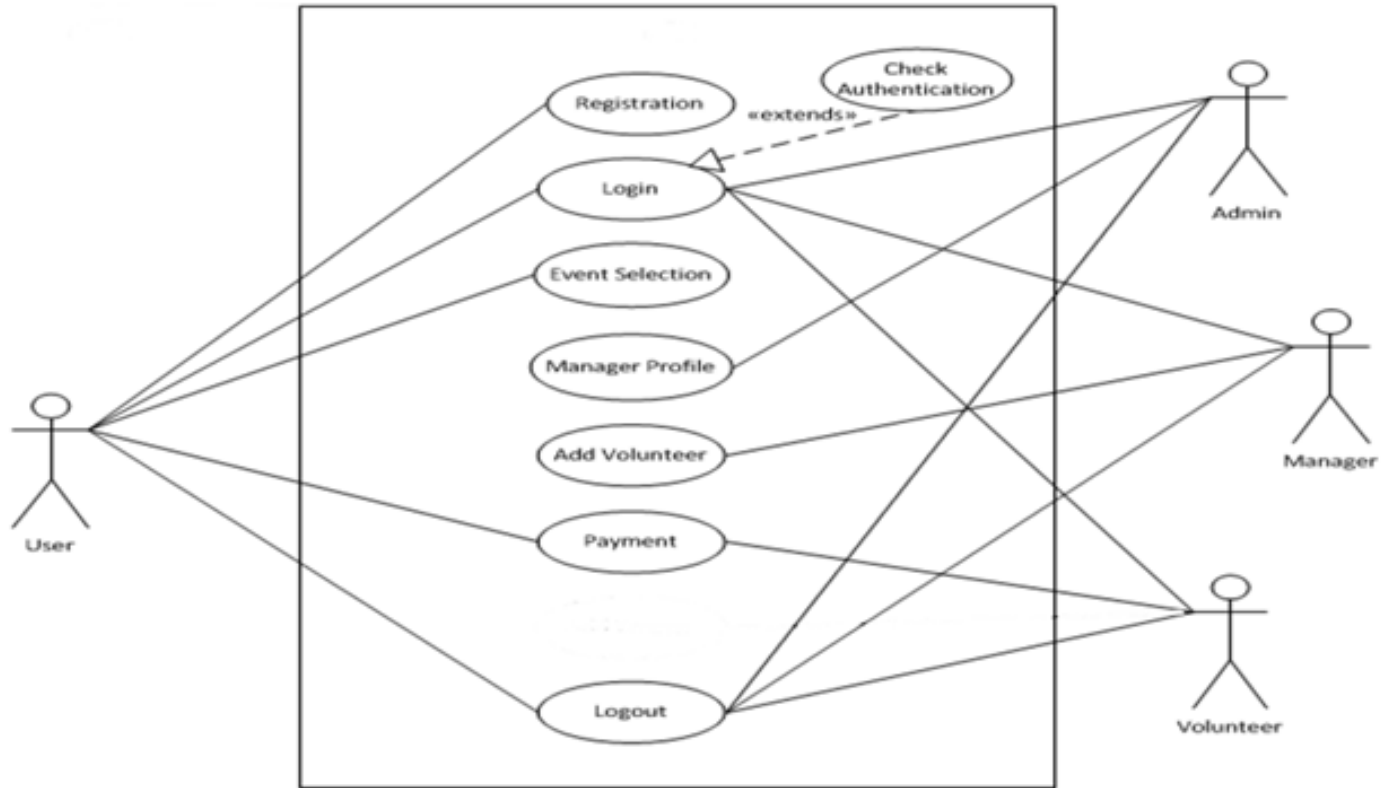 Check
Authentication
Registration
«extends»
Login
Admin
Event Selection
Manager Profile
Manager
Add Volunteer
User
Payment
Logout
Volunteer